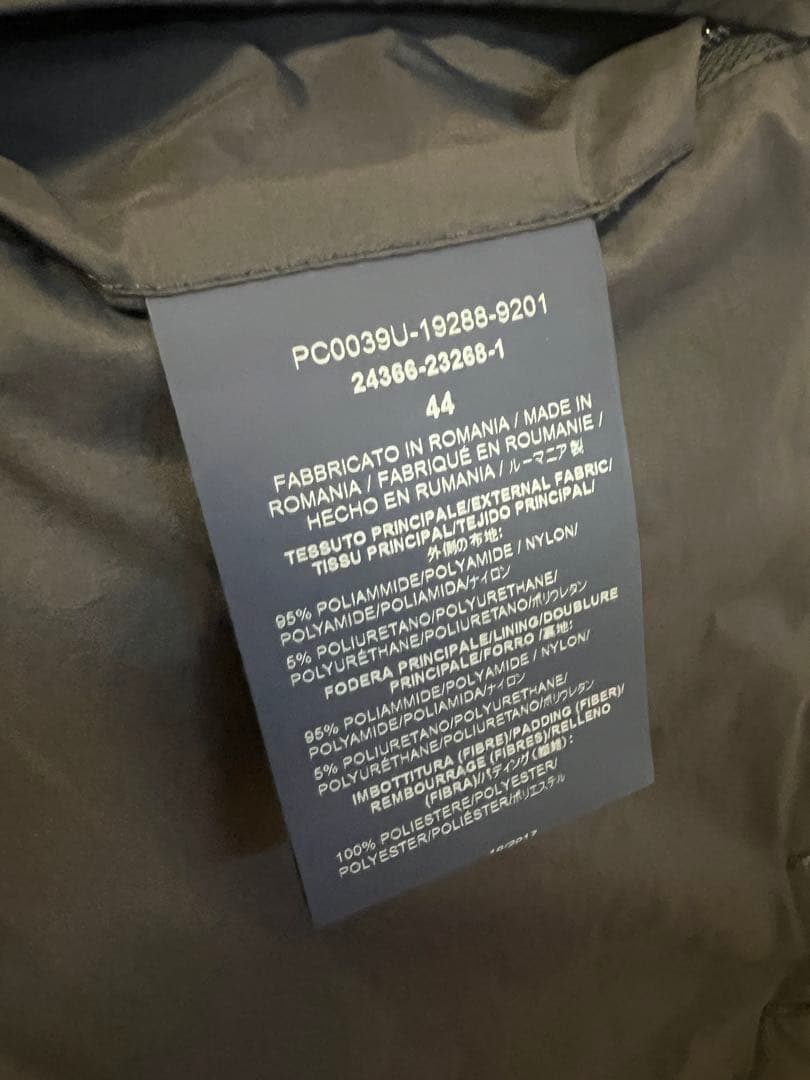 PC0039U-19288-9201
24366-23268-1
44
FABBRICATO IN ROMANIA / MADE IN
ROMANIA / FABRIQUÉ EN ROUMANIE /
HECHO EN RUMANIA / ルーマニア製
TESSUTO PRINCIPALE/EXTERNAL FABRIC/
TISSU PRINCIPAL/TEJIDO PRINCIPAL/
外側の布地:
95% POLIAMMIDE/POLYAMIDE / NYLON/
POLYAMIDE/POLIAMIDA/ナイロン
5% POLIURETANO/POLYURETHANE/
POLYURÉTHANE/POLIURETANO/ポリウレタン
FODERA PRINCIPALE/LINING/DOUBLURE
PRINCIPALE/FORRO /裏地:
95% POLIAMMIDE/POLYAMIDE / NYLON/
POLYAMIDE/POLIAMIDA/ナイロン
5% POLIURETANO/POLYURETHANE/
POLYURÉTHANE/POLIURETANO/ポリウレタン
IMBOTTITURA (FIBRE)/PADDING (FIBER)/
REMBOURRAGE (FIBRES)/RELLENO
(FIBRA)/パディング
100% POLIESTERE/POLYESTER/
POLYESTER/POLIÉSTER/ポリエステル